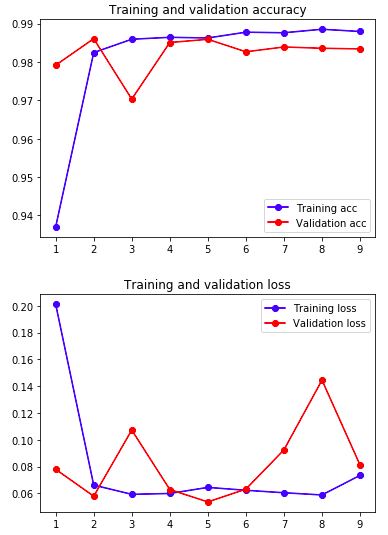 Training and validation accuracy
0.99
0.98
0.97
0.96
0.95
0.94
Training acc
Validation acc
1 2 3 4 5 6 7 8 9
Training and validation loss
0.20
0.18
0.16
0.14
0.12
0.10
0.08
0.06
Training loss
Validation loss
1 2 3 4 5 6 7 8 9